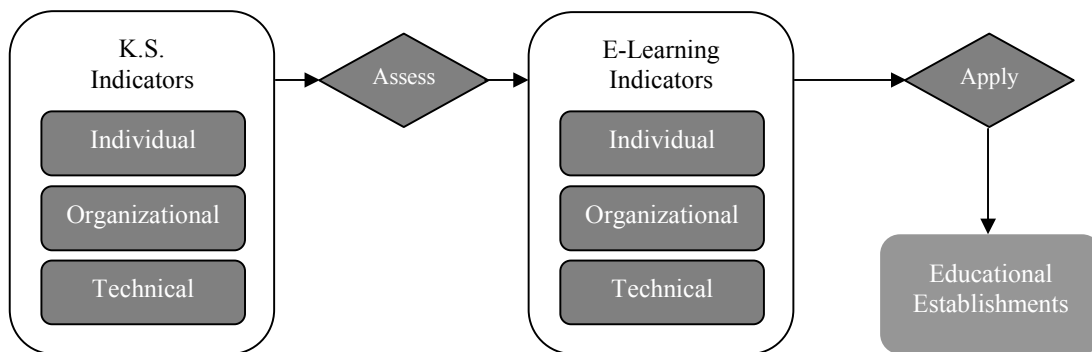 K.S.
Indicators
Individual
Organizational
Technical
Assess
E-Learning
Indicators
Individual
Organizational
Technical
Apply
Educational
Establishments